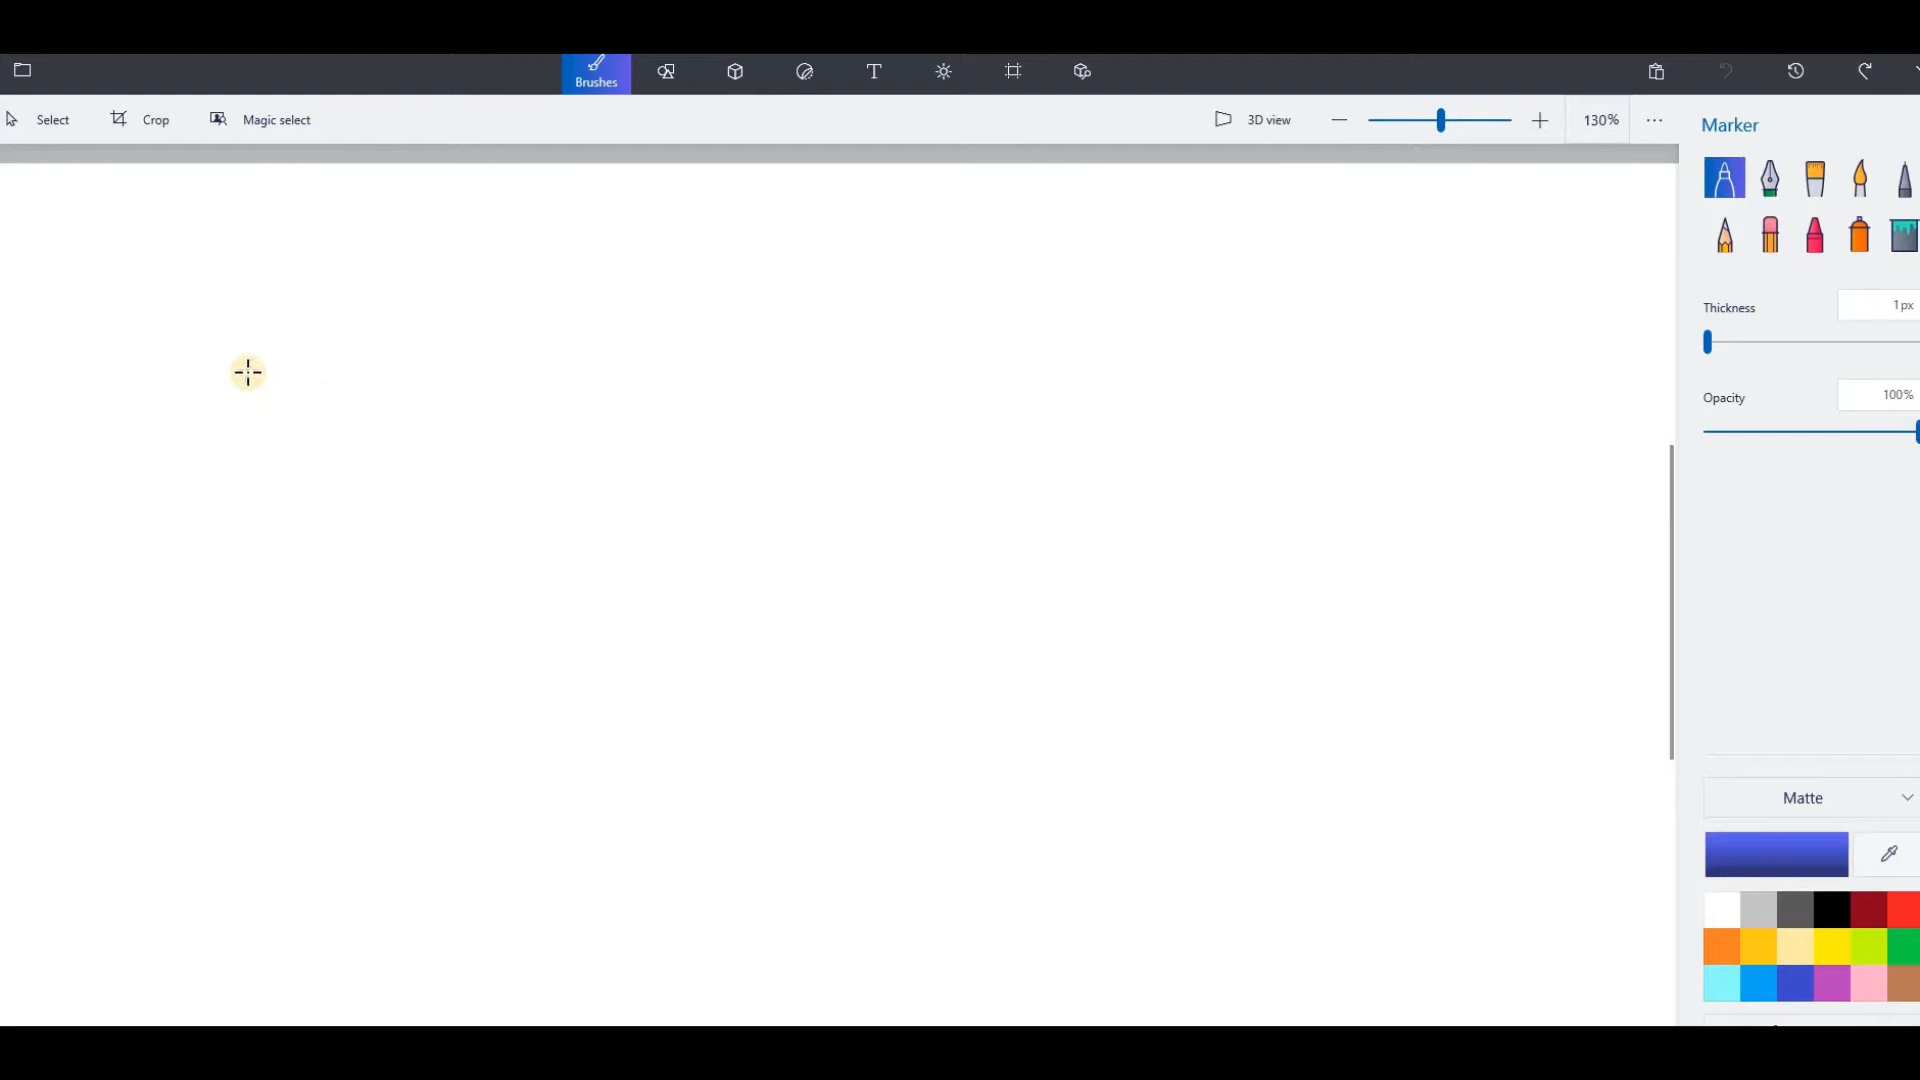 Brushes
Select
Crop
Magic select
3D view
130%
Marker
Thickness
1px
Opacity
100%
Matte